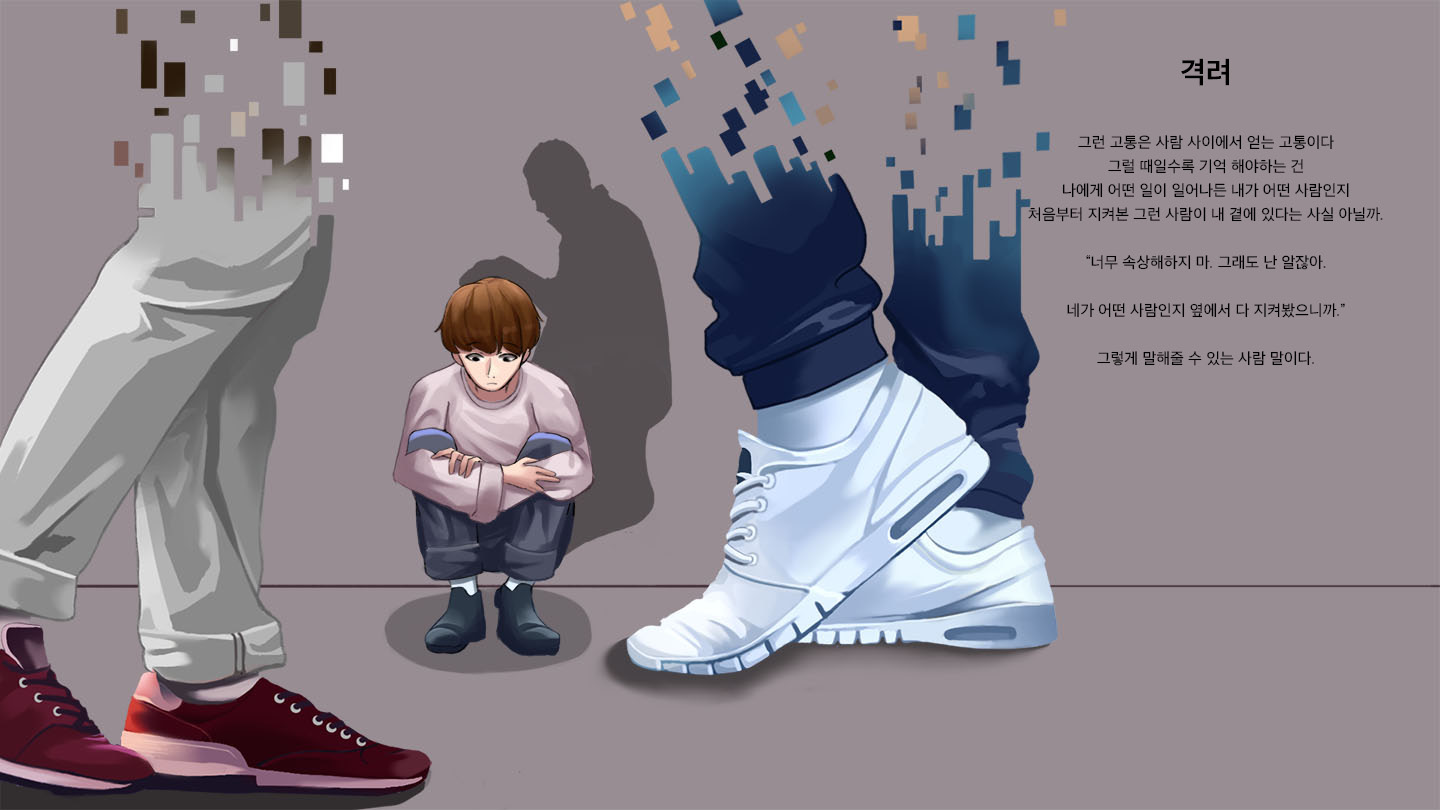 격려
그런 고통은 사람 사이에서 얻는 고통이다
그럴 때일수록 기억 해야하는 건
나에게 어떤 일이 일어나든 내가 어떤 사람인지
처음부터 지켜본 그런 사람이 내 곁에 있다는 사실 아닐까.
“너무 속상해하지 마. 그래도 난 알잖아.
네가 어떤 사람인지 옆에서 다 지켜봤으니까.”
그렇게 말해줄 수 있는 사람 말이다.